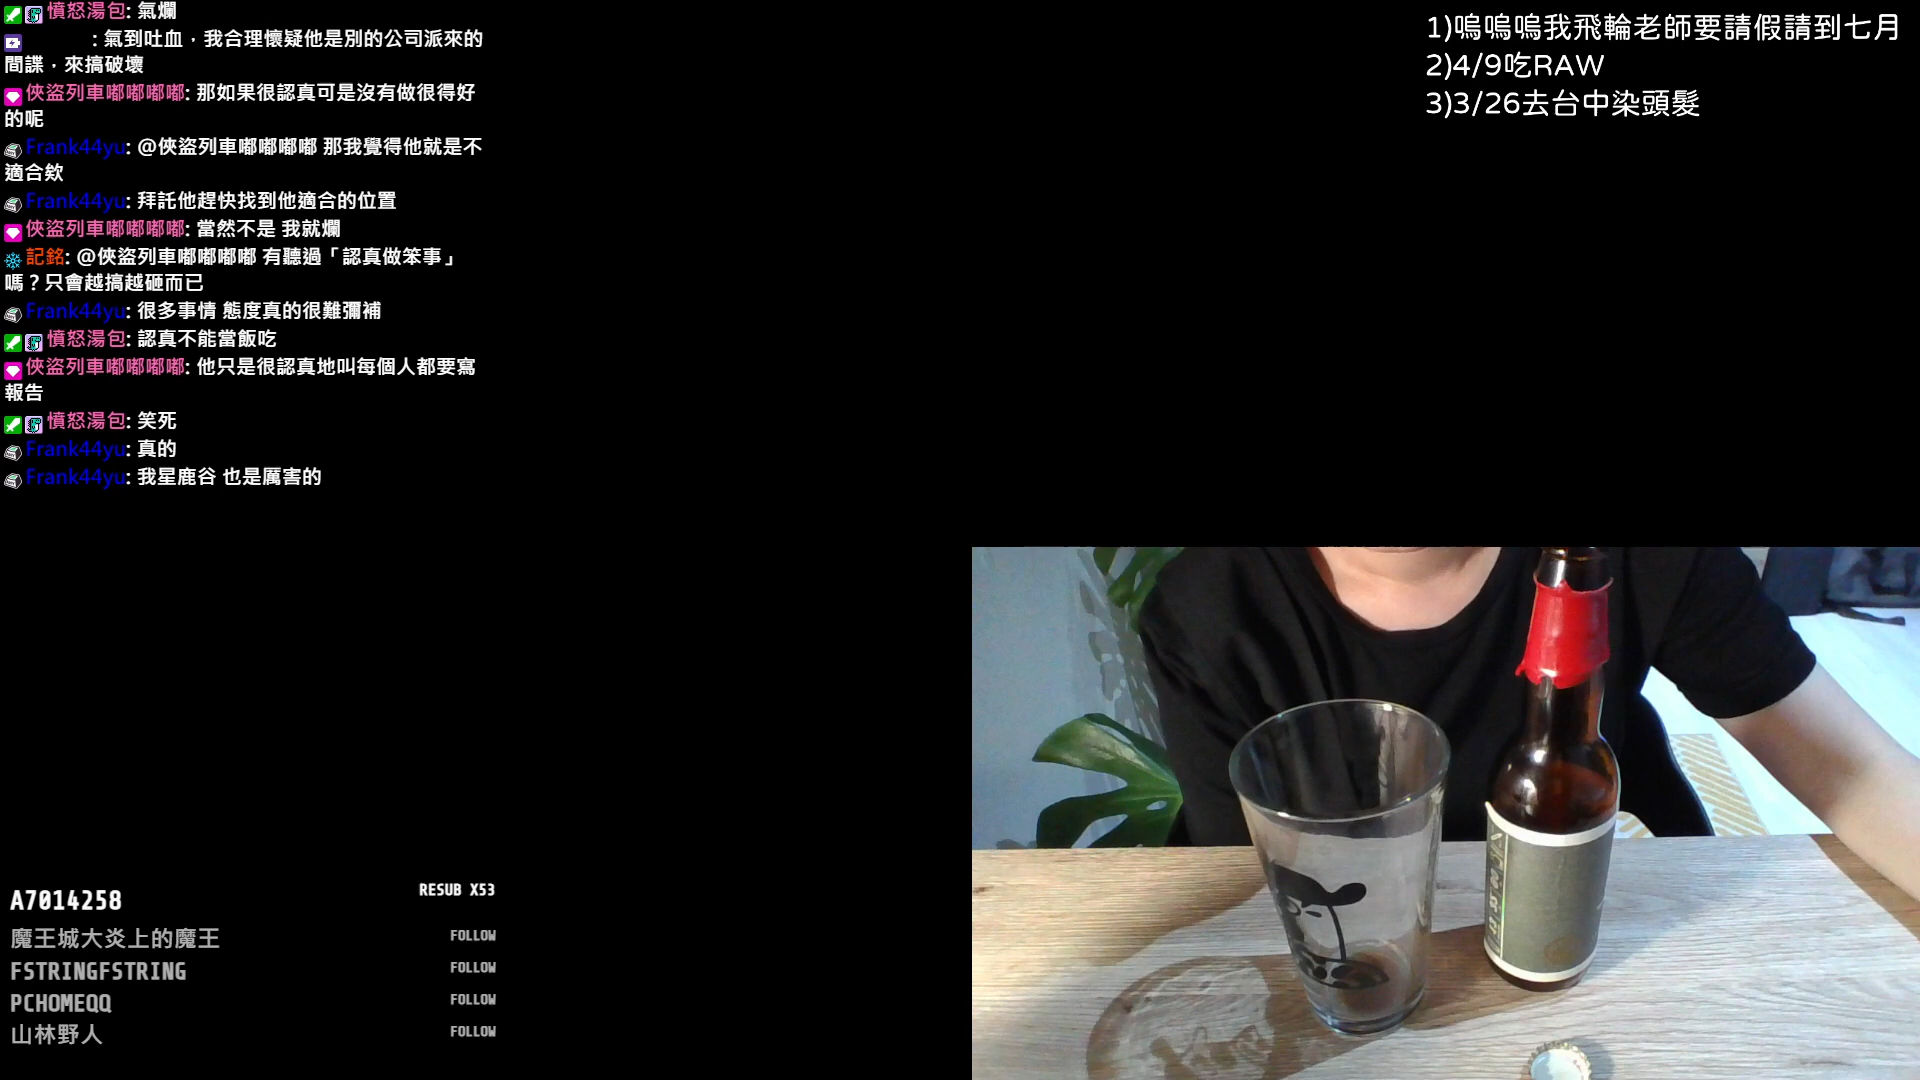 憤怒湯包: 氣爛
: 氣到吐血，我合理懷疑他是別的公司派來的
間諜，來搞破壞
俠盜列車嘟嘟嘟嘟: 那如果很認真可是沒有做很得好
的呢
Frank44yu: @俠盜列車嘟嘟嘟嘟 那我覺得他就是不
適合欸
Frank44yu: 拜託他趕快找到他適合的位置
俠盜列車嘟嘟嘟嘟: 當然不是 我就爛
記銘: @俠盜列車嘟嘟嘟嘟 有聽過「認真做笨事」
嗎？只會越搞越砸而已
Frank44yu: 很多事情 態度真的很難彌補
憤怒湯包: 認真不能當飯吃
俠盜列車嘟嘟嘟嘟: 他只是很認真地叫每個人都要寫
報告
憤怒湯包: 笑死
Frank44yu: 真的
Frank44yu: 我星鹿谷 也是厲害的
1)嗚嗚嗚我飛輪老師要請假請到七月
2)4/9吃RAW
3)3/26去台中染頭髮
A7014258 RESUB X53
魔王城大炎上的魔王 FOLLOW
FSTRINGFSTRING FOLLOW
PCHOMEQQ FOLLOW
山林野人 FOLLOW